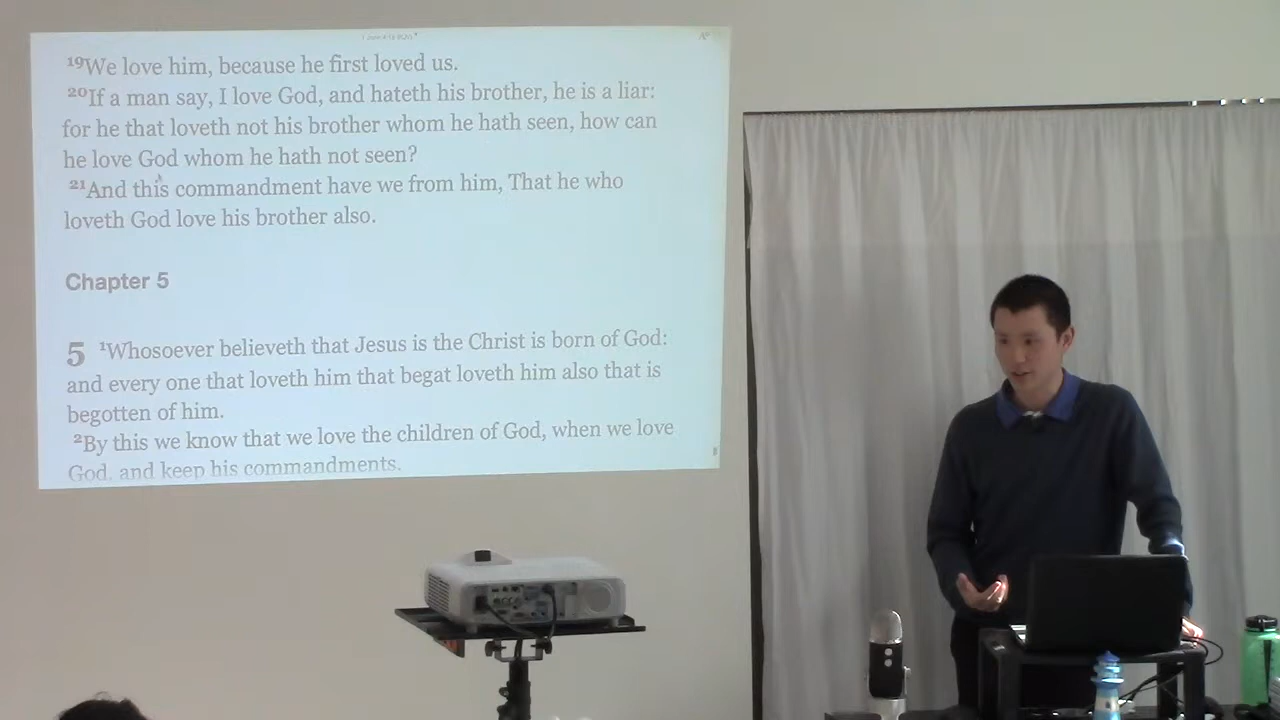 19We love him, because he first loved us.
20If a man say, I love God, and hateth his brother, he is a liar:
for he that loveth not his brother whom he hath seen, how can
he love God whom he hath not seen?
21And this commandment have we from him, That he who
loveth God love his brother also.
Chapter 5
5 1Whosoever believeth that Jesus is the Christ is born of God:
and every one that loveth him that begat loveth him also that is
begotten of him.
2By this we know that we love the children of God, when we love
God, and keep his commandments.